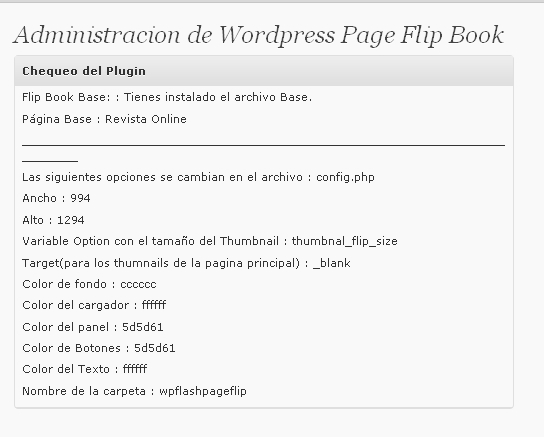 Administracion de Wordpress Page Flip Book
Chequeo del Plugin
Flip Book Base: : Tienes instalado el archivo Base.
Página Base : Revista Online
Las siguientes opciones se cambian en el archivo : config.php
Ancho : 994
Alto : 1294
Variable Option con el tamaño del Thumbnail : thumbnal_flip_size
Target(para los thumnails de la pagina principal) : _blank
Color de fondo : cccccc
Color del cargador : ffffff
Color del panel : 5d5d61
Color de Botones : 5d5d61
Color del Texto : ffffff
Nombre de la carpeta : wpflashpageflip